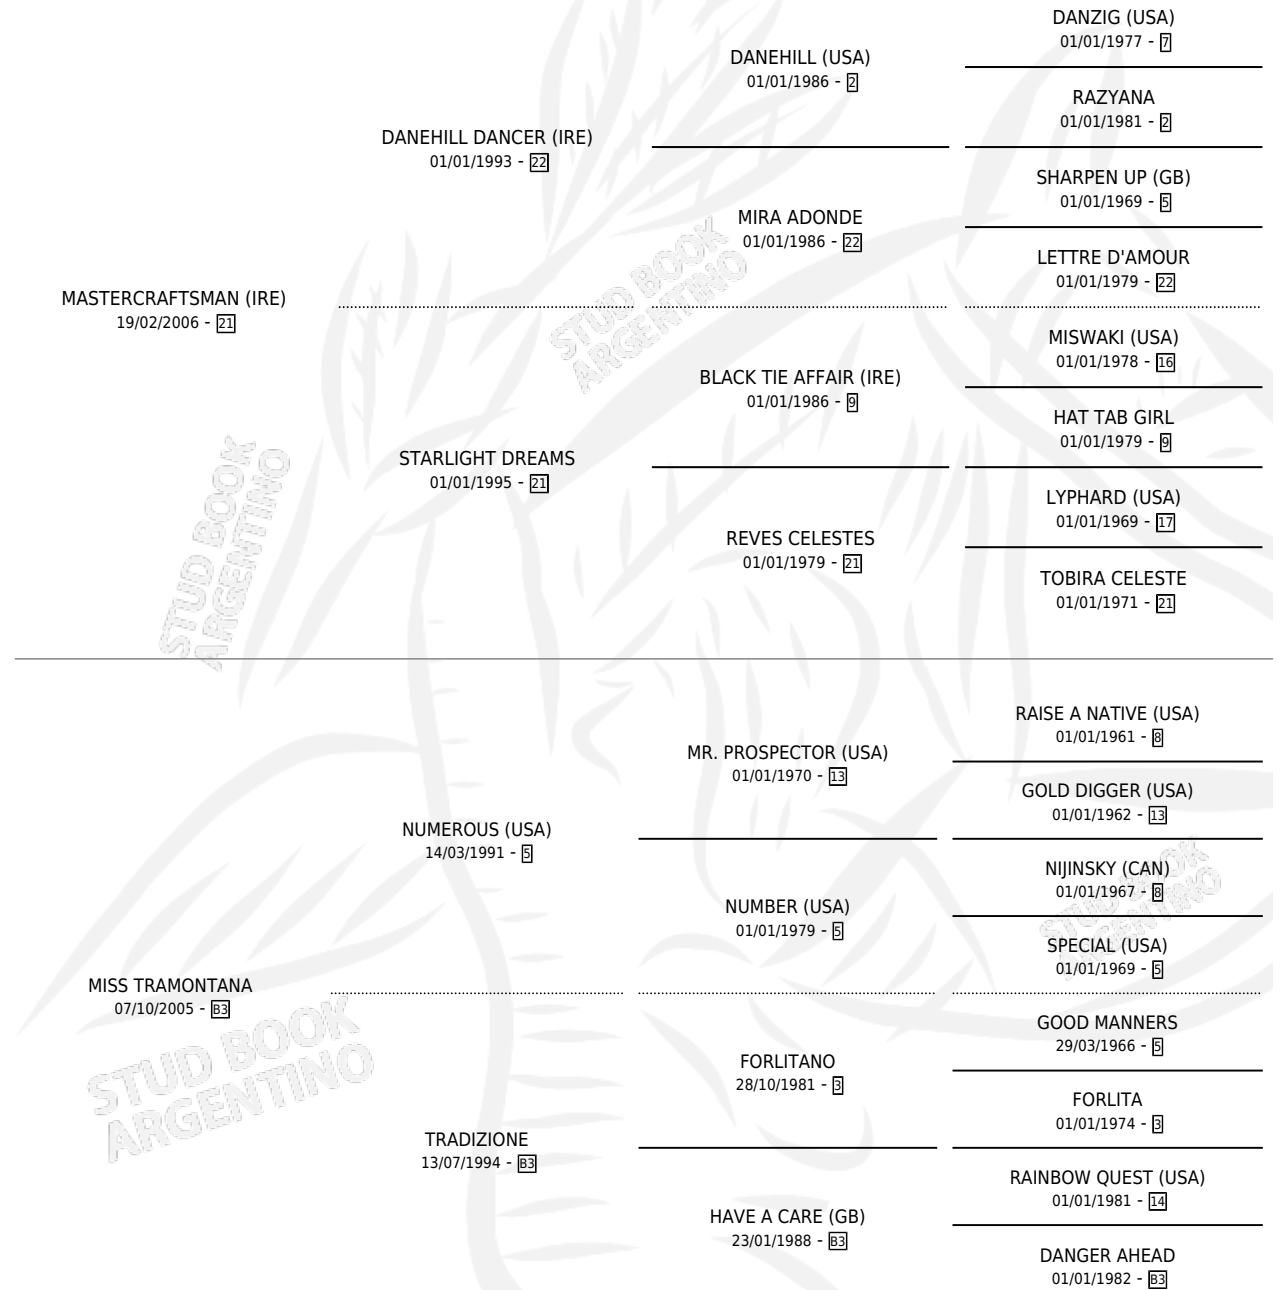 DANZIG (USA)
01/01/1977 - 7
DANEHILL (USA)
01/01/1986 - 2
RAZYANA
01/01/1981 - 2
DANEHILL DANCER (IRE)
01/01/1993 - 22
SHARPEN UP (GB)
01/01/1969 - 5
MIRA ADONDE
01/01/1986 - 22
LETTRE D'AMOUR
01/01/1979 - 22
MASTERCRAFTSMAN (IRE)
19/02/2006 - 21
MISWAKI (USA)
01/01/1978 - 16
BLACK TIE AFFAIR (IRE)
01/01/1986 - 9
HAT TAB GIRL
01/01/1979 - 9
STARLIGHT DREAMS
01/01/1995 - 21
LYPHARD (USA)
01/01/1969 - 17
REVES CELESTES
01/01/1979 - 21
TOBIRA CELESTE
01/01/1971 - 21
RAISE A NATIVE (USA)
01/01/1961 - 8
MR. PROSPECTOR (USA)
01/01/1970 - 13
GOLD DIGGER (USA)
01/01/1962 - 13
NUMEROUS (USA)
14/03/1991 - 5
NIJINSKY (CAN)
01/01/1967 - 8
NUMBER (USA)
01/01/1979 - 5
SPECIAL (USA)
01/01/1969 - 5
MISS TRAMONTANA
07/10/2005 - B3
GOOD MANNERS
29/03/1966 - 5
FORLITANO
28/10/1981 - 3
FORLITA
01/01/1974 - 3
TRADIZIONE
13/07/1994 - B3
RAINBOW QUEST (USA)
01/01/1981 - 14
HAVE A CARE (GB)
23/01/1988 - B3
DANGER AHEAD
01/01/1982 - B3
STUD BOOK
ARGENTINO
STUD BOOK
ARGENTINO
STUD BOOK
ARGENTINO
STUD BOOK
ARGENTINO